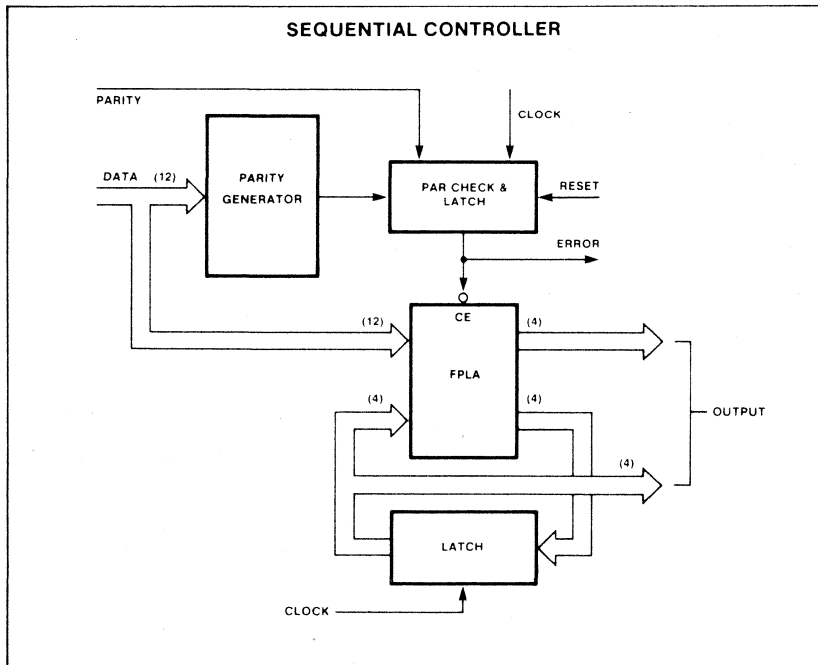 SEQUENTIAL CONTROLLER
PARITY
CLOCK
DATA (12)
PARITY
GENERATOR
PAR CHECK &
LATCH
RESET
ERROR
(12)
CE
(4)
FPLA
(4)
(4)
OUTPUT
(4)
LATCH
CLOCK